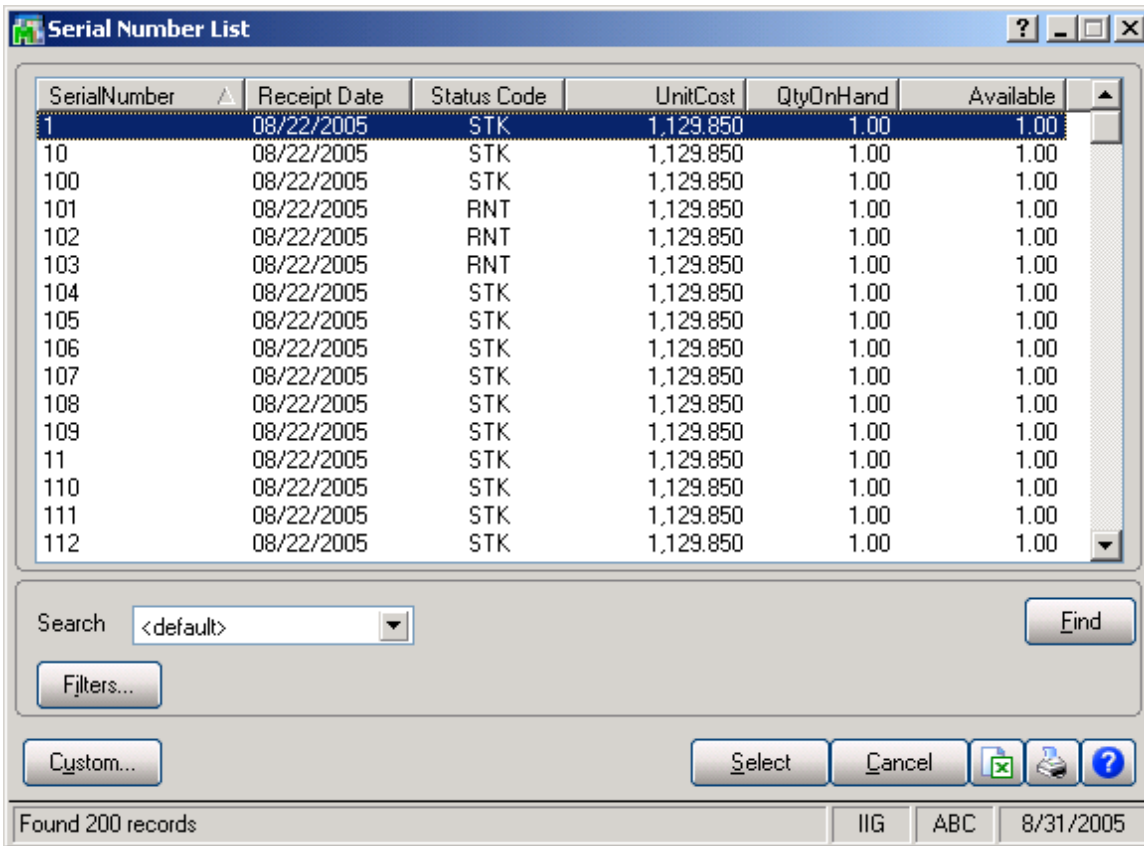 Serial Number List
SerialNumber Receipt Date Status Code UnitCost QtyOnHand Available
1 08/22/2005 STK 1,129.850 1.00 1.00
10 08/22/2005 STK 1,129.850 1.00 1.00
100 08/22/2005 STK 1,129.850 1.00 1.00
101 08/22/2005 RNT 1,129.850 1.00 1.00
102 08/22/2005 RNT 1,129.850 1.00 1.00
103 08/22/2005 RNT 1,129.850 1.00 1.00
104 08/22/2005 STK 1,129.850 1.00 1.00
105 08/22/2005 STK 1,129.850 1.00 1.00
106 08/22/2005 STK 1,129.850 1.00 1.00
107 08/22/2005 STK 1,129.850 1.00 1.00
108 08/22/2005 STK 1,129.850 1.00 1.00
109 08/22/2005 STK 1,129.850 1.00 1.00
11 08/22/2005 STK 1,129.850 1.00 1.00
110 08/22/2005 STK 1,129.850 1.00 1.00
111 08/22/2005 STK 1,129.850 1.00 1.00
112 08/22/2005 STK 1,129.850 1.00 1.00
Search <default> Find
Filters...
Custom... Select Cancel
Found 200 records IIG ABC 8/31/2005